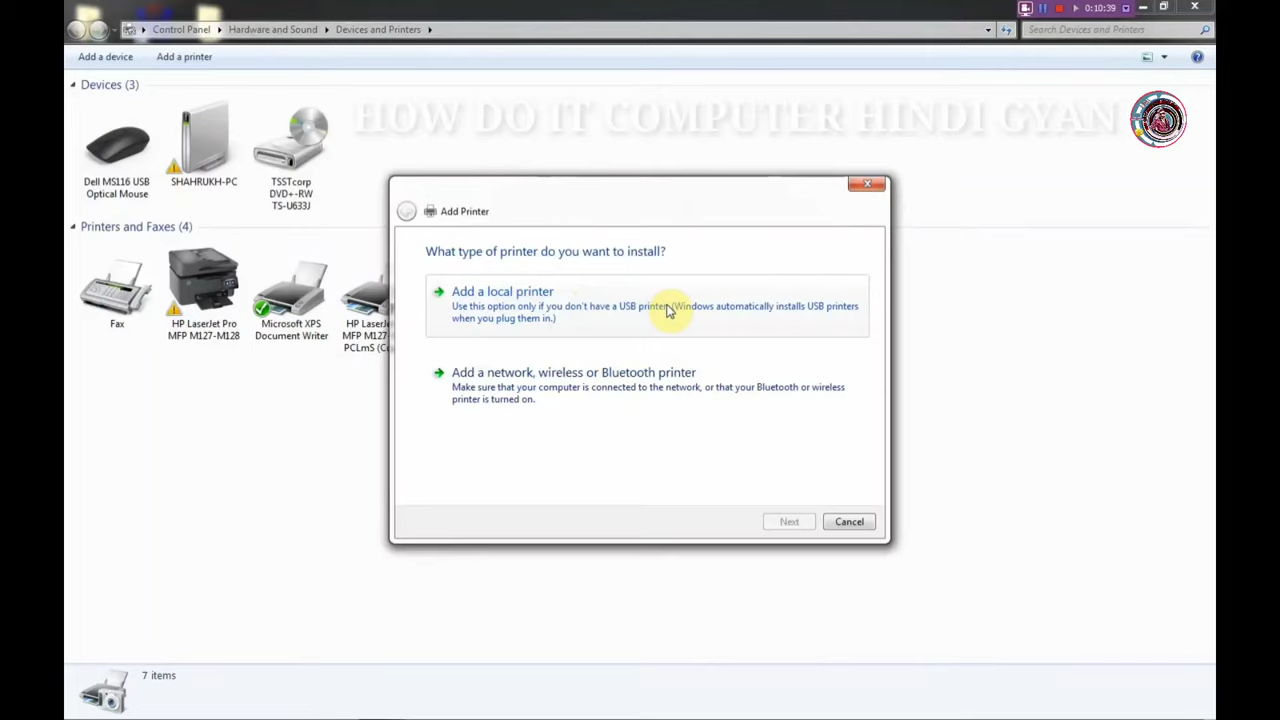 0:10:39
Control Panel
Hardware and Sound
Devices and Printers
Search Devices and Printers
Add a device
Add a printer
Devices (3)
HOW DO IT COMPUTER HINDI GYAN
Dell MS116 USB
Optical Mouse
SHAHRUKH-PC
TSSTcorp
DVD+-RW
TS-U633J
Printers and Faxes (4)
Fax
HP LaserJet Pro
MFP M127-M128
Microsoft XPS
Document Writer
HP LaserJe
MFP M127-
PCLmS (Co
Add Printer
What type of printer do you want to install?
Add a local printer
Use this option only if you don't have a USB printer. (Windows automatically installs USB printers
when you plug them in.)
Add a network, wireless or Bluetooth printer
Make sure that your computer is connected to the network, or that your Bluetooth or wireless
printer is turned on.
Next
Cancel
7 items